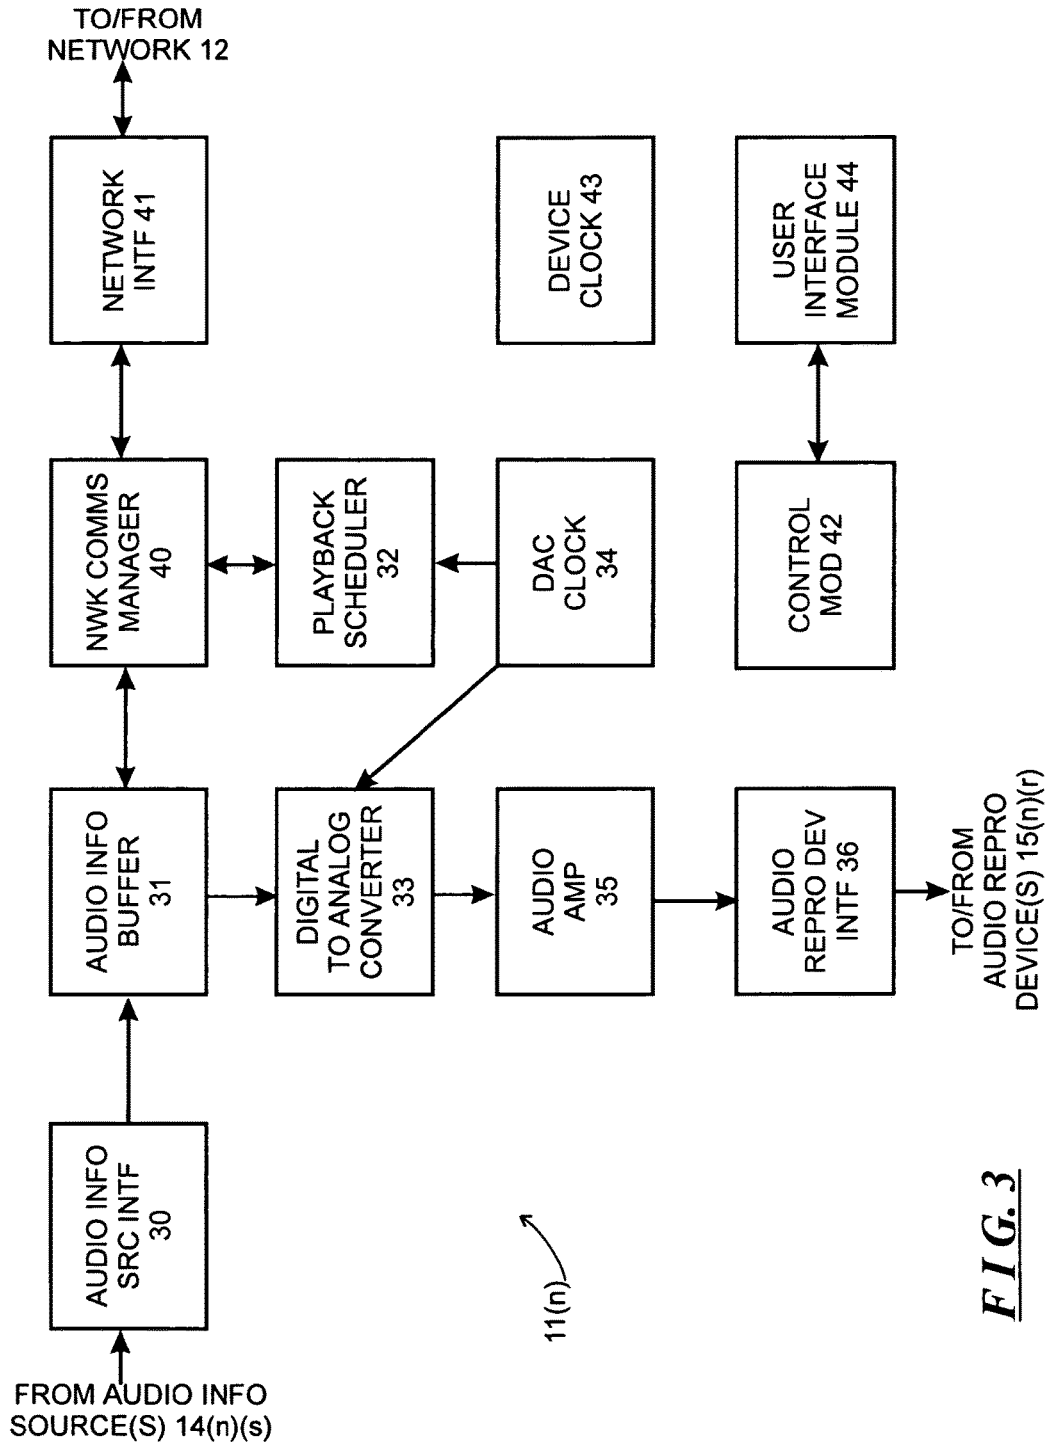 TO/FROM
NETWORK 12
NETWORK
INTF 41
DEVICE
CLOCK 43
USER
INTERFACE
MODULE 44
NWK COMMS
MANAGER
40
PLAYBACK
SCHEDULER
32
DAC
CLOCK
34
CONTROL
MOD 42
AUDIO INFO
BUFFER
31
DIGITAL
TO ANALOG
CONVERTER
33
AUDIO
AMP
35
AUDIO
REPRO DEV
INTF 36
TO/FROM
AUDIO REPRO
DEVICE(S) 15(n)(r)
AUDIO INFO
SRC INTF
30
11(n)
FROM AUDIO INFO
SOURCE(S) 14(n)(s)
FIG. 3